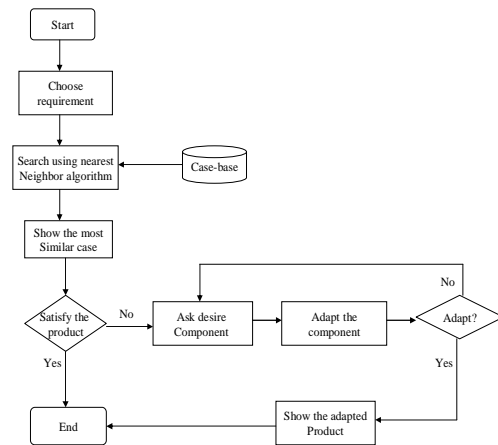 Start
Choose
requirement
Search using nearest
Neighbor algorithm
Case-base
Show the most
Similar case
Satisfy the
product
No
Ask desire
Component
Adapt the
component
Adapt?
No
Yes
Yes
Show the adapted
Product
End